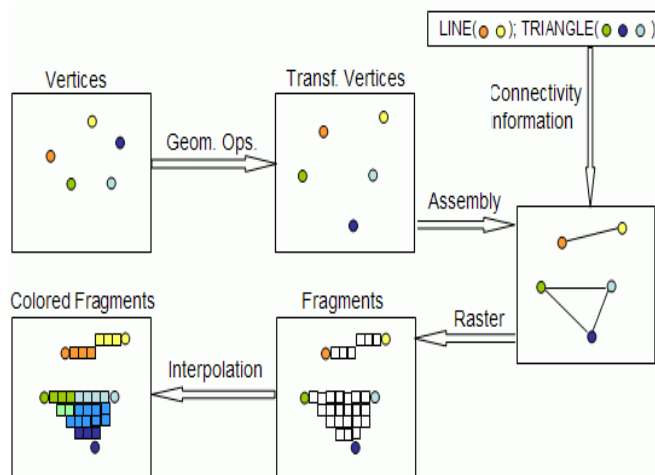 LINE( ); TRIANGLE( )
Vertices
Transf. Vertices
Connectivity
information
Geom. Ops.
Assembly
Colored Fragments
Fragments
Raster
Interpolation